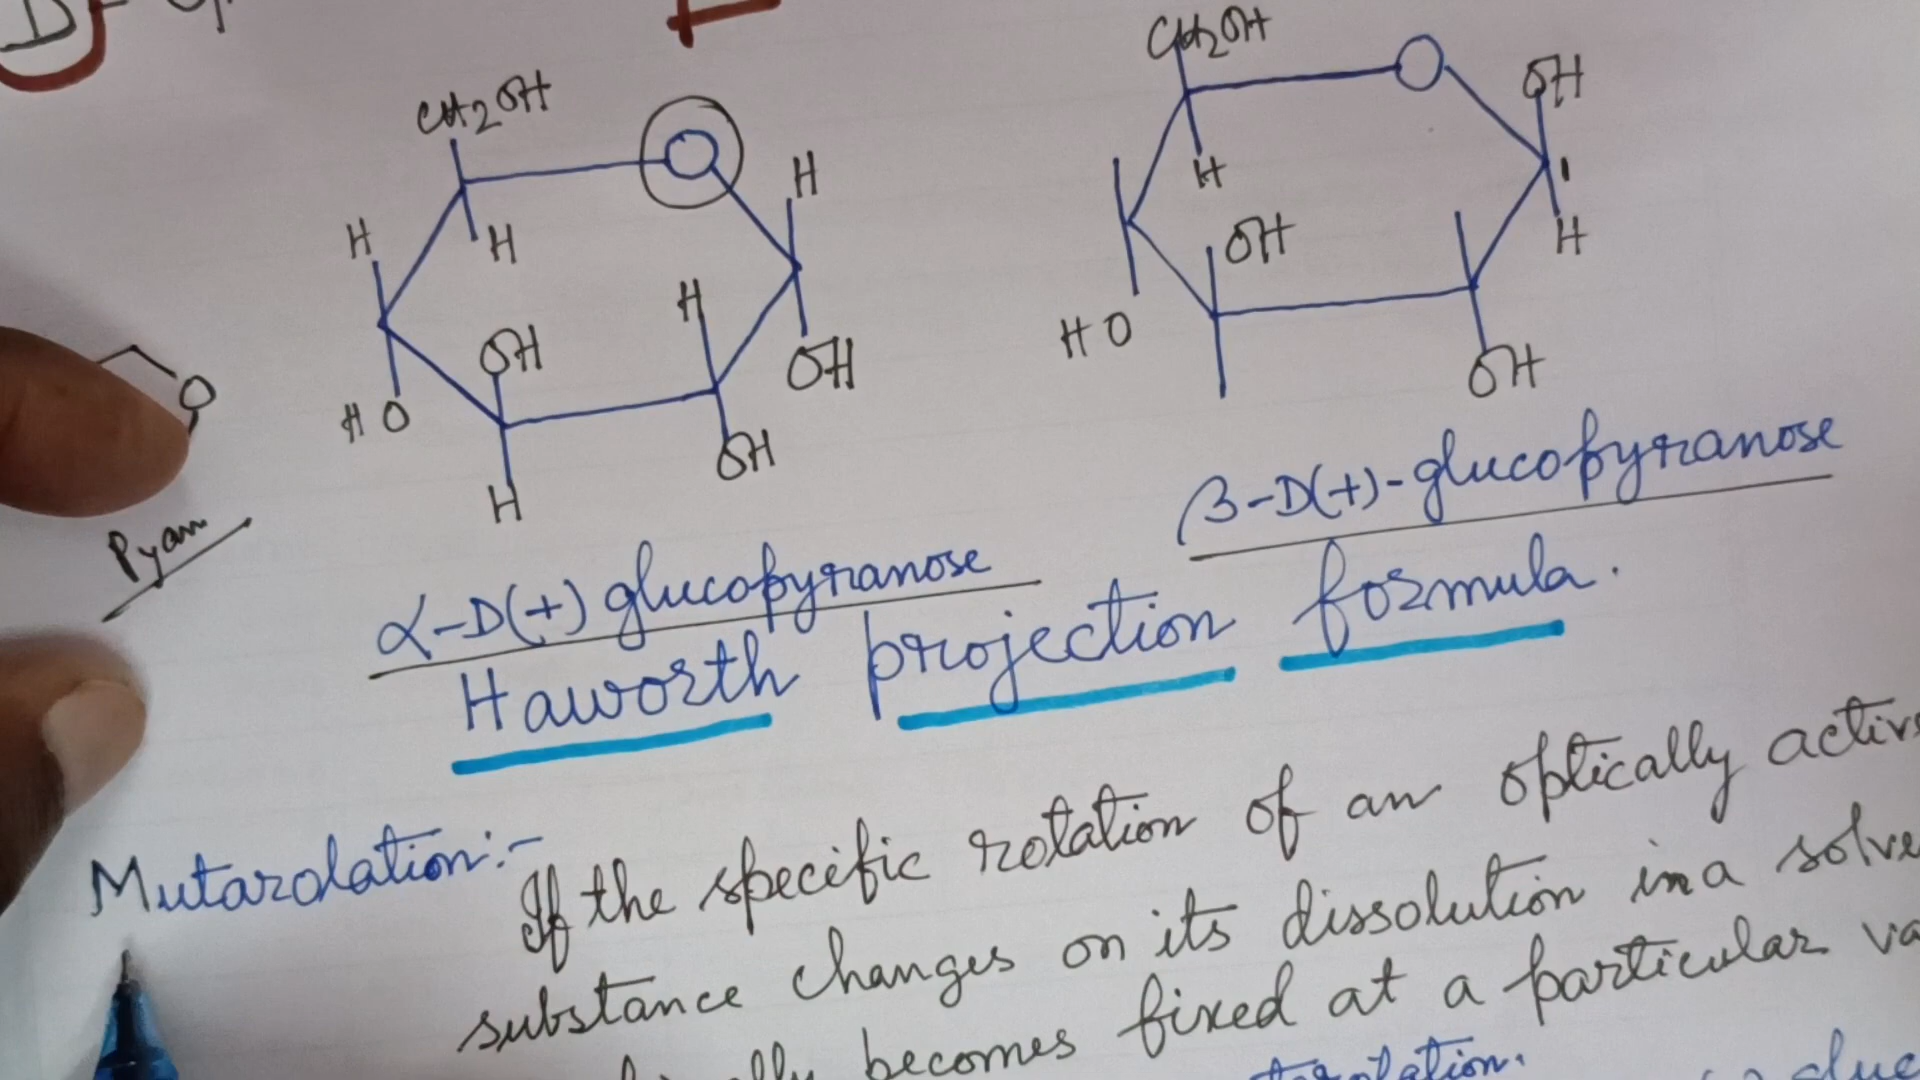 CH2OH
CH2OH
OH
H
H
H
H
OH
H
1
H
OH
H
HO
OH
OH
HO
OH
OH
H
Pyran
β-D(+)-glucopyranose
α-D(+) glucopyranose
Haworth projection formula.
Mutarotation:- If the specific rotation of an optically active
substance changes on its dissolution in a solve
becomes fixed at a particular va